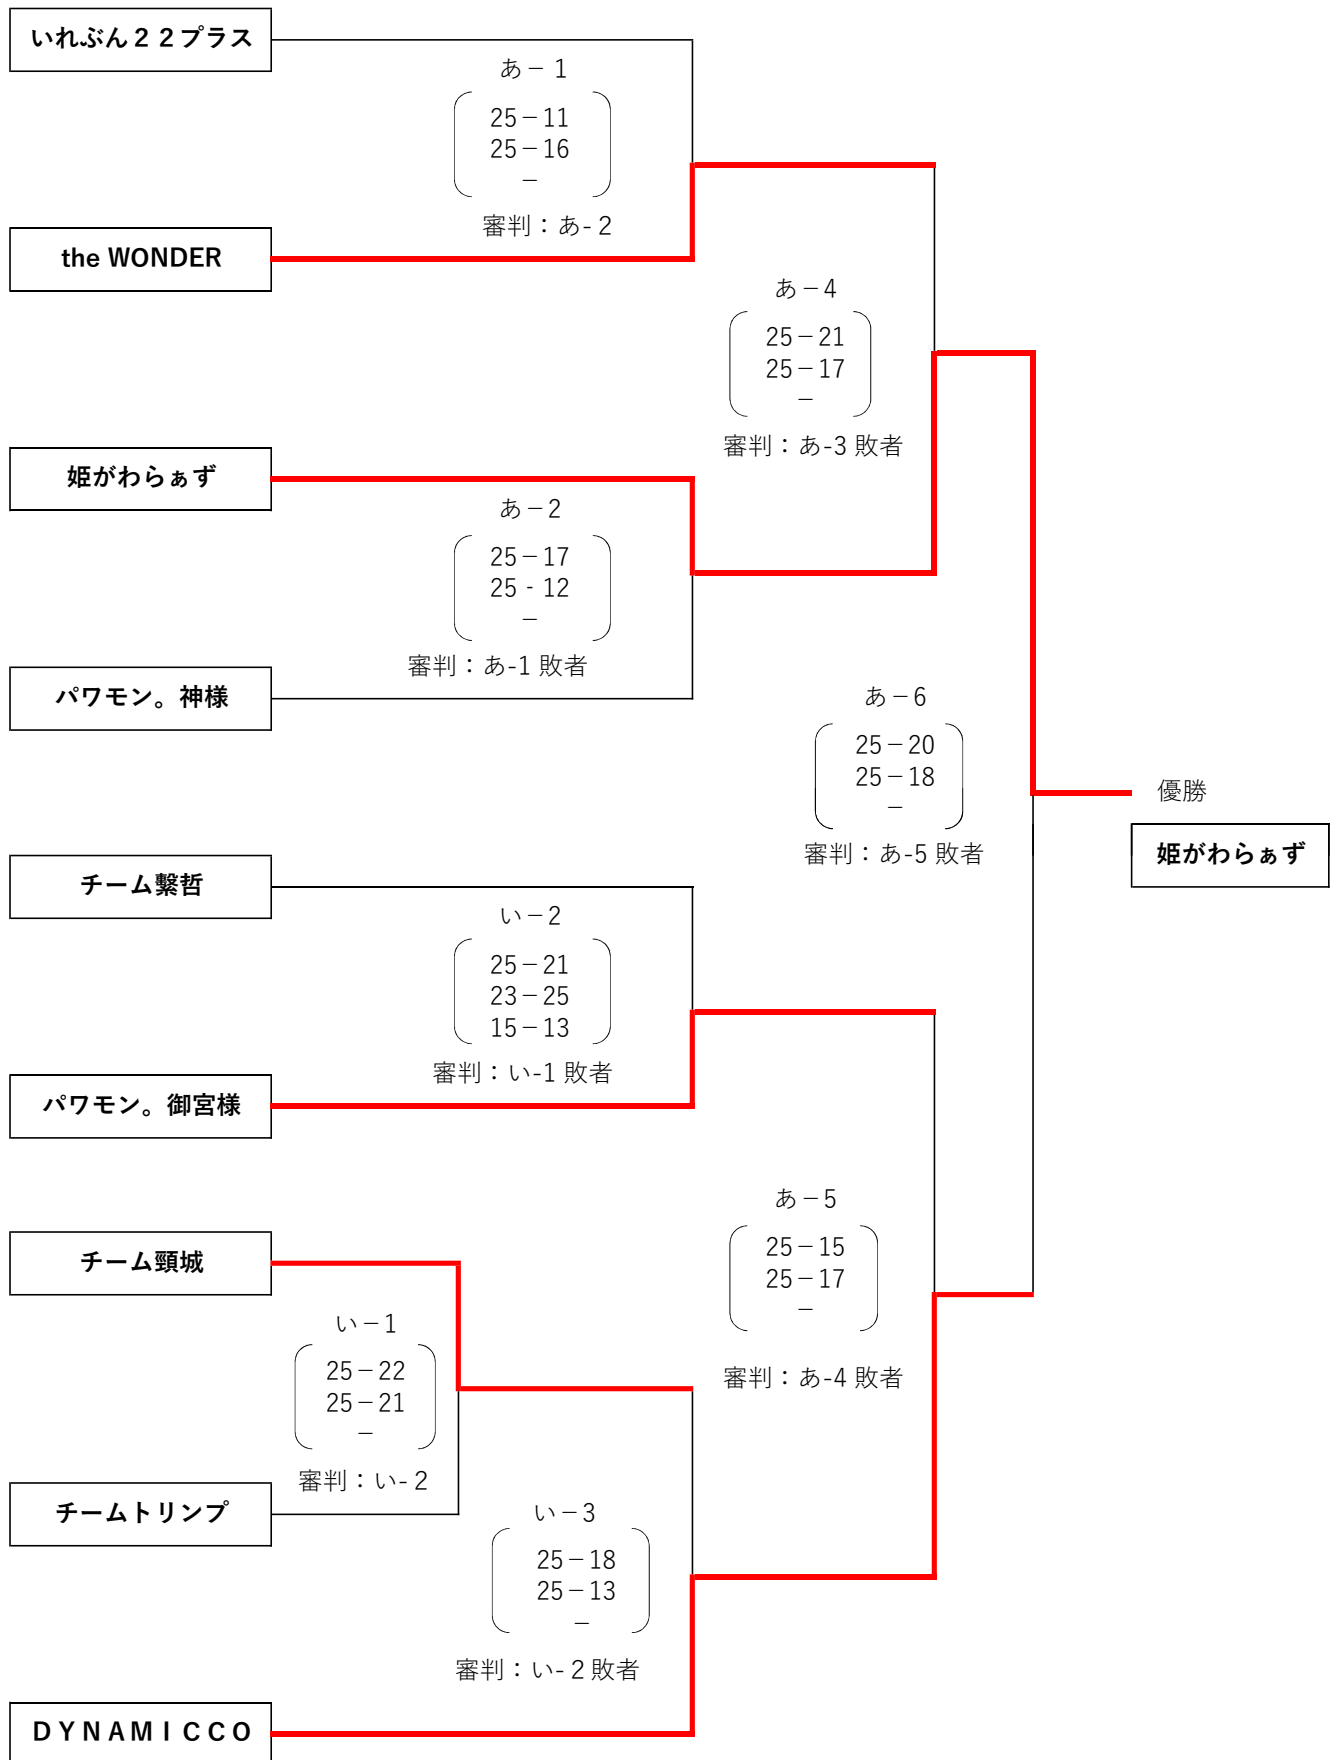 いれぶん２２プラス
あ－１
25－11
25－16
－
審判：あ-２
the WONDER
あ－4
25－21
25－17
－
審判：あ-3 敗者
姫がわらぁず
あ－2
25－17
25 - 12
－
審判：あ-1 敗者
パワモン。神様
あ－6
25－20
25－18
－
審判：あ-5 敗者
優勝
姫がわらぁず
チーム繋哲
い－2
25－21
23－25
15－13
審判：い-1 敗者
パワモン。御宮様
あ－5
25－15
25－17
－
審判：あ-4 敗者
チーム頸城
い－1
25－22
25－21
－
審判：い-２
チームトリンプ
い－3
25－18
25－13
－
審判：い-２敗者
ＤＹＮＡＭＩＣＣＯ